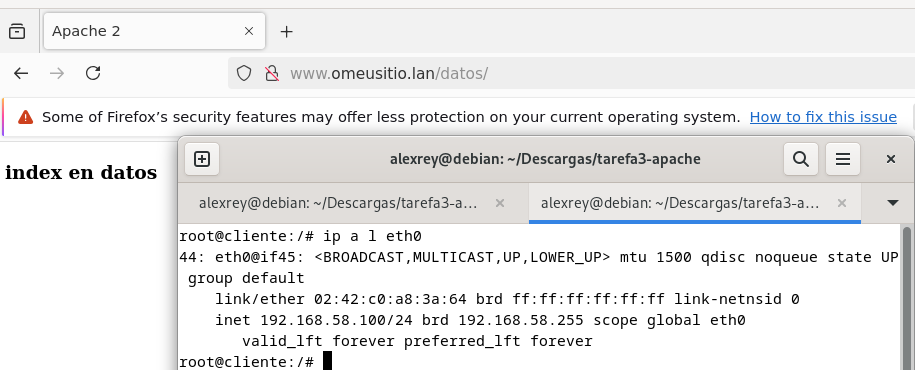 Apache 2
www.omeusitio.lan/datos/
Some of Firefox's security features may offer less protection on your current operating system. How to fix this issue
index en datos
alexrey@debian: ~/Descargas/tarefa3-apache
alexrey@debian: ~/Descargas/tarefa3-a...
alexrey@debian: ~/Descargas/tarefa3-a...
root@cliente:/# ip a l eth0
44: eth0@if45: <BROADCAST,MULTICAST,UP,LOWER_UP> mtu 1500 qdisc noqueue state UP
group default
link/ether 02:42:c0:a8:3a:64 brd ff:ff:ff:ff:ff:ff link-netnsid 0
inet 192.168.58.100/24 brd 192.168.58.255 scope global eth0
valid_lft forever preferred_lft forever
root@cliente:/#